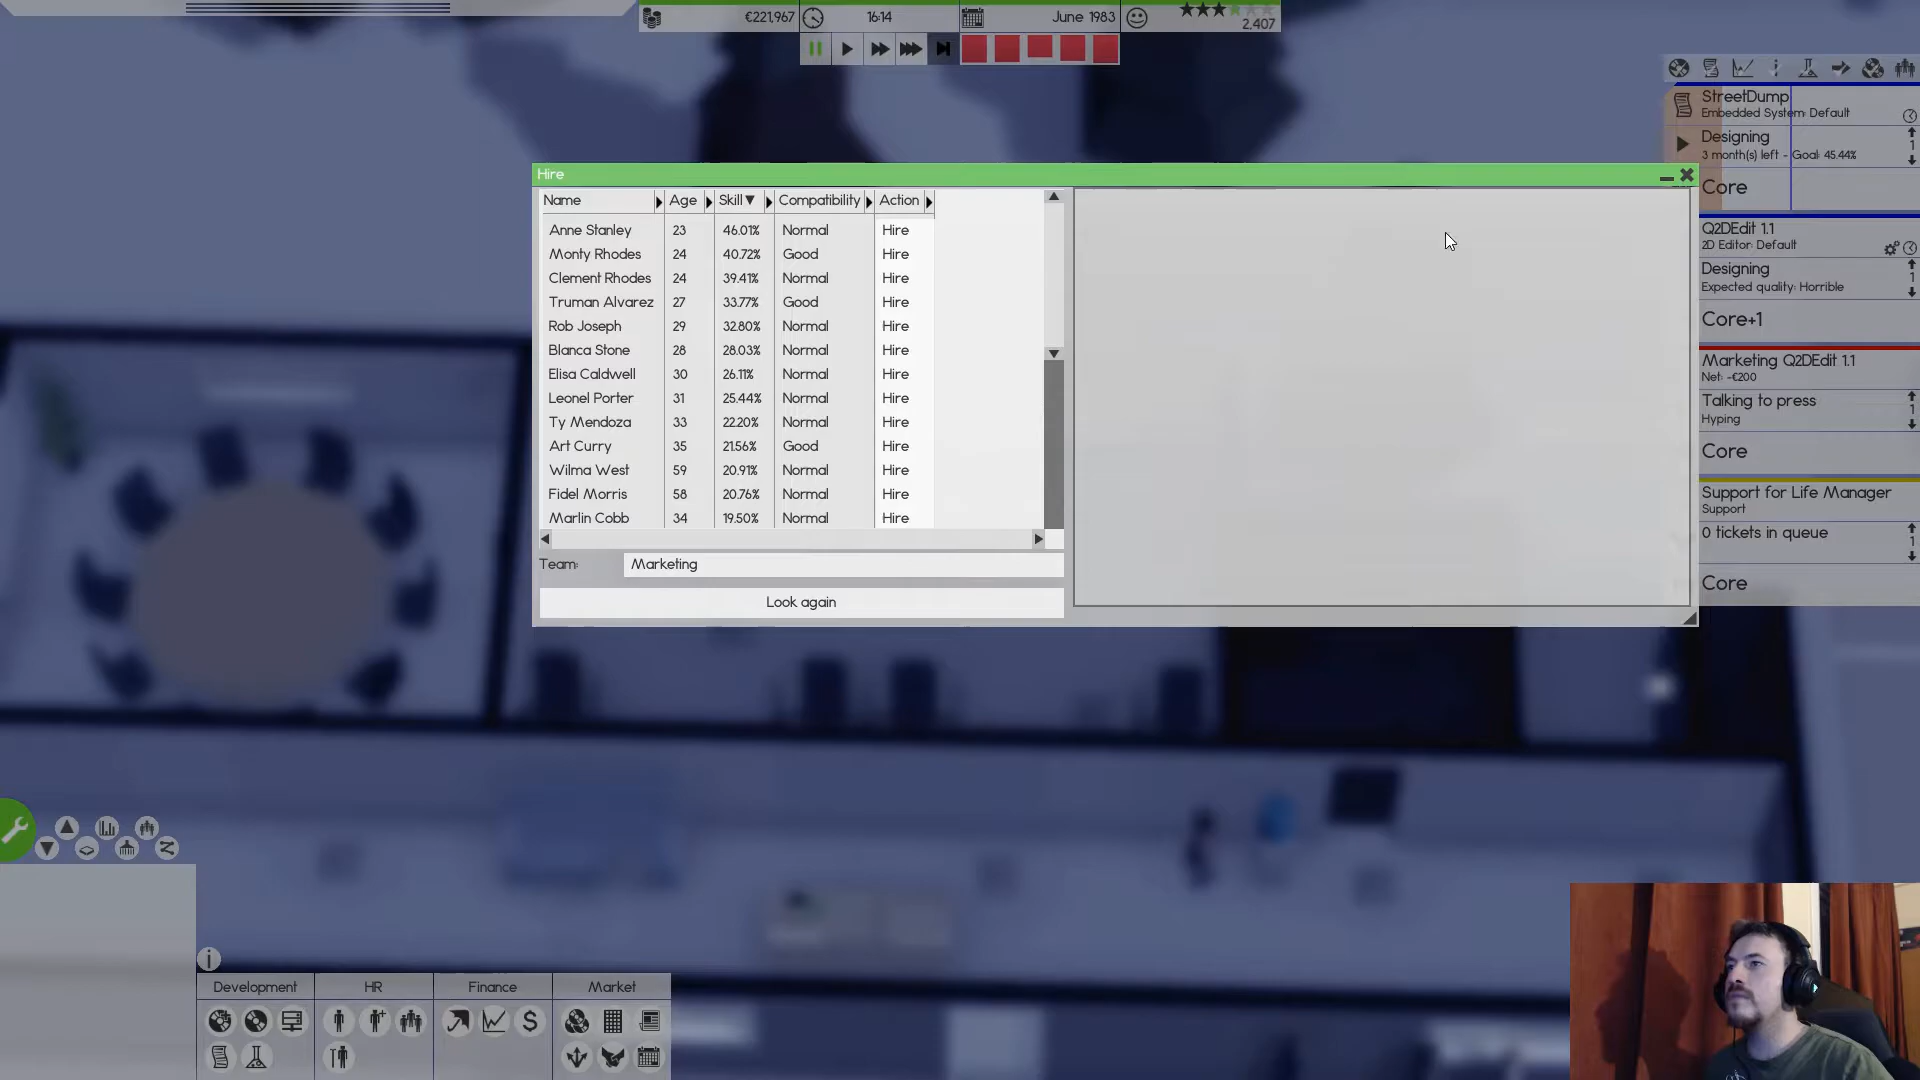 €221,967
16:14
June 1983
2,407
StreetDump
Embedded System: Default
Designing
3 month(s) left - Goal: 45.44%
1
Core
Q2DEdit 1.1
2D Editor: Default
Designing
Expected quality: Horrible
1
Core+1
Marketing Q2DEdit 1.1
Net: -€200
Talking to press
Hyping
1
Core
Support for Life Manager
Support
0 tickets in queue
1
Core
Hire
Name Age Skill▼ Compatibility Action
Anne Stanley 23 46.01% Normal Hire
Monty Rhodes 24 40.72% Good Hire
Clement Rhodes 24 39.41% Normal Hire
Truman Alvarez 27 33.77% Good Hire
Rob Joseph 29 32.80% Normal Hire
Blanca Stone 28 28.03% Normal Hire
Elisa Caldwell 30 26.11% Normal Hire
Leonel Porter 31 25.44% Normal Hire
Ty Mendoza 33 22.20% Normal Hire
Art Curry 35 21.56% Good Hire
Wilma West 59 20.91% Normal Hire
Fidel Morris 58 20.76% Normal Hire
Marlin Cobb 34 19.50% Normal Hire
Team: Marketing
Look again
Development HR Finance Market